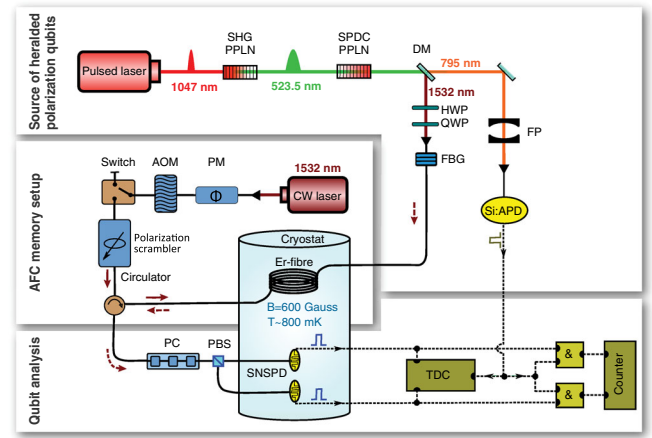 Source of heralded
polarization qubits
Pulsed laser
1047 nm
SHG
PPLN
523.5 nm
SPDC
PPLN
DM
795 nm
1532 nm
HWP
QWP
FBG
FP
Si:APD
AFC memory setup
Switch
AOM
PM
Φ
1532 nm
CW laser
Polarization
scrambler
Circulator
Cryostat
Er-fibre
B=600 Gauss
T~800 mK
Qubit analysis
PC
PBS
SNSPD
TDC
&
&
Counter